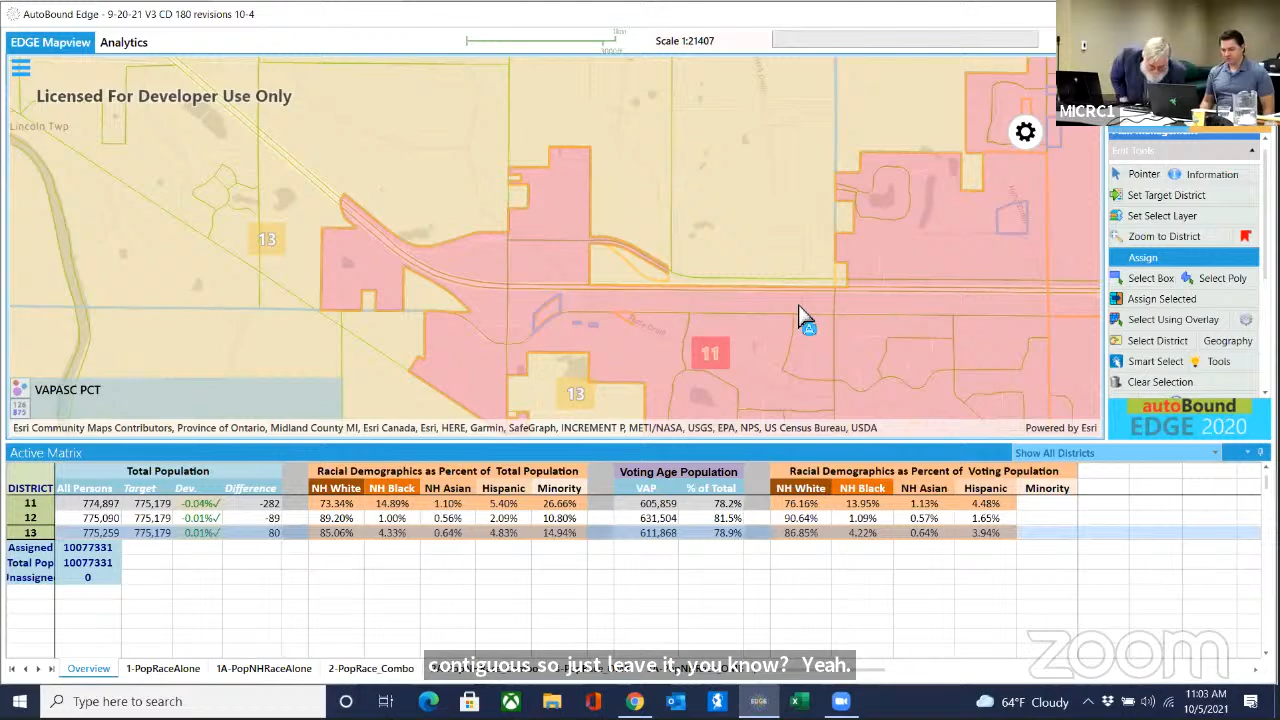 AutoBound Edge - 9-20-21 V3 CD 180 revisions 10-4
EDGE Mapview Analytics
Scale 1:21407
Licensed For Developer Use Only
Lincoln Twp
MICRC1
Edit Tools
Pointer Information
Set Target District
Set Select Layer
Zoom to District
Assign
Select Box Select Poly
Assign Selected
Select Using Overlay
Select District Geography
Smart Select Tools
Clear Selection
13
11
13
VAPASC PCT
Esri Community Maps Contributors, Province of Ontario, Midland County MI, Esri Canada, Esri, HERE, Garmin, SafeGraph, INCREMENT P, METI/NASA, USGS, EPA, NPS, US Census Bureau, USDA
Powered by Esri
autoBound
EDGE 2020
Active Matrix Show All Districts
Total Population Racial Demographics as Percent of Total Population Voting Age Population Racial Demographics as Percent of Voting Population
DISTRICT All Persons Target Dev. Difference NH White NH Black NH Asian Hispanic Minority VAP % of Total NH White NH Black NH Asian Hispanic Minority
11 774,897 775,179 -0.04%✓ -282 73.34% 14.89% 1.10% 5.40% 26.66% 605,859 78.2% 76.16% 13.95% 1.13% 4.48%
12 775,090 775,179 -0.01%✓ -89 89.20% 1.00% 0.56% 2.09% 10.80% 631,504 81.5% 90.64% 1.09% 0.57% 1.65%
13 775,259 775,179 0.01%✓ 80 85.06% 4.33% 0.64% 4.83% 14.94% 611,868 78.9% 86.85% 4.22% 0.64% 3.94%
Assigned 10077331
Total Pop 10077331
Unassigned 0
Overview 1-PopRaceAlone 1A-PopNHRaceAlone 2-PopRace_Combo
contiguous so just leave it, you know? Yeah.
zoom
Type here to search
EDGE
64°F Cloudy
11:03 AM
10/5/2021